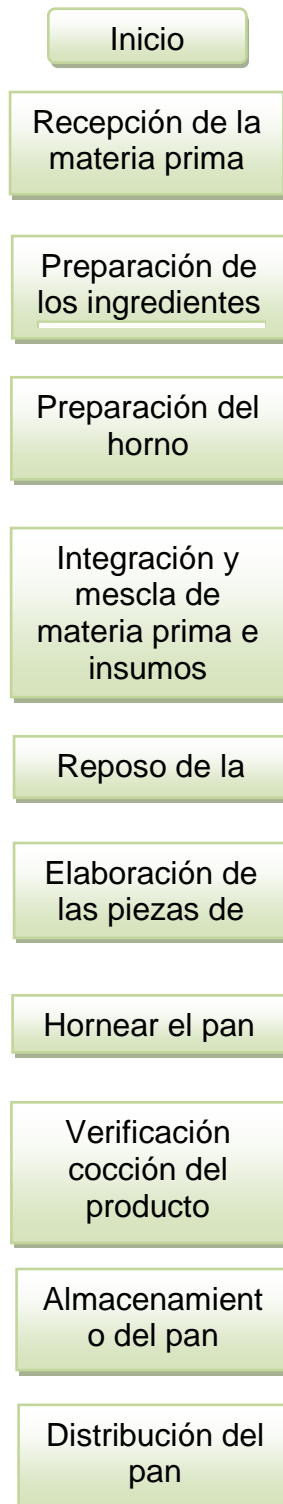 Inicio
Recepción de la
materia prima
Preparación de
los ingredientes
Preparación del
horno
Integración y
mescla de
materia prima e
insumos
Reposo de la
Elaboración de
las piezas de
Hornear el pan
Verificación
cocción del
producto
Almacenamient
o del pan
Distribución del
pan